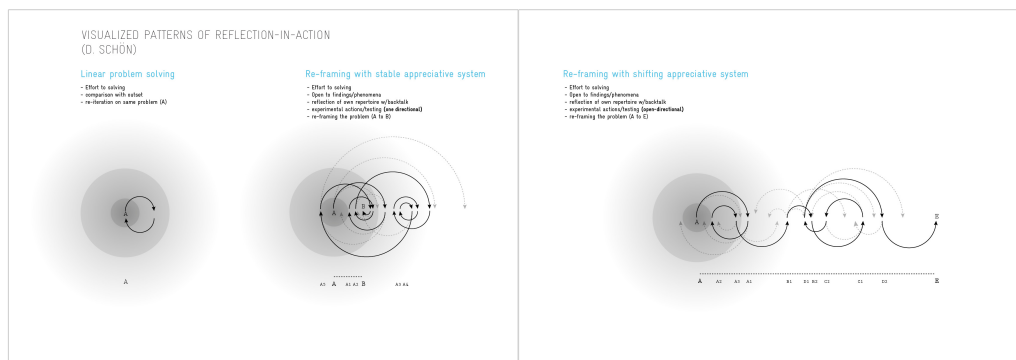 VISUALIZED PATTERNS OF REFLECTION-IN-ACTION
(D. SCHÖN)
Linear problem solving
- Effort to solving
- comparison with outset
- re-iteration on same problem (A)
A
A
Re-framing with stable appreciative system
- Effort to solving
- Open to findings/phenomena
- reflection of own repertoire w/backtalk
- experimental actions/testing (one directional)
- re-framing the problem (A to B)
A B
A2 A A1 A3 B A3 A4
Re-framing with shifting appreciative system
- Effort to solving
- Open to findings/phenomena
- reflection of own repertoire w/backtalk
- experimental actions/testing (open-directional)
- re-framing the problem (A to E)
A
A A2 A3 A1 B1 D1 B2 C2 C1 D2